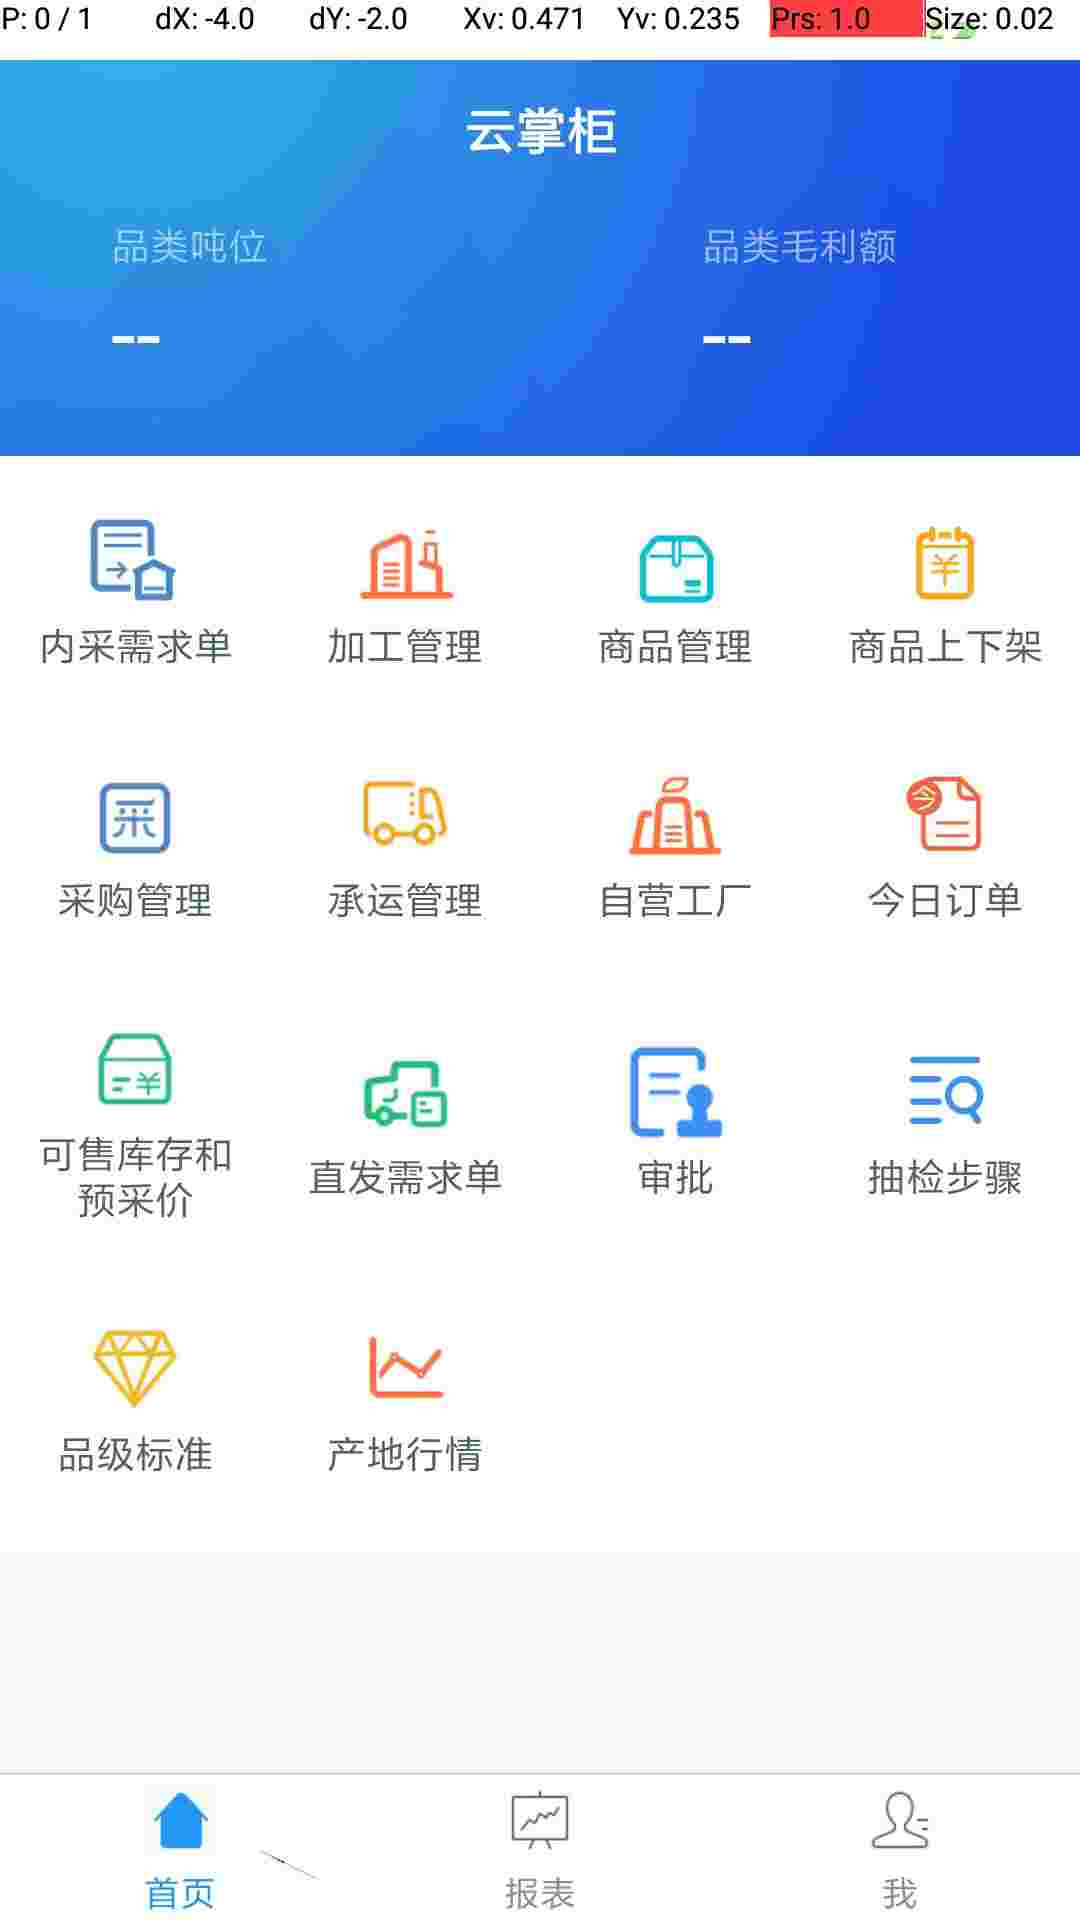 P: 0 / 1 dX: -4.0 dY: -2.0 Xv: 0.471 Yv: 0.235 Prs: 1.0 Size: 0.02
云掌柜
品类吨位 品类毛利额
-- --
内采需求单 加工管理 商品管理 商品上下架
采购管理 承运管理 自营工厂 今日订单
可售库存和
预采价
直发需求单 审批 抽检步骤
品级标准 产地行情
首页 报表 我